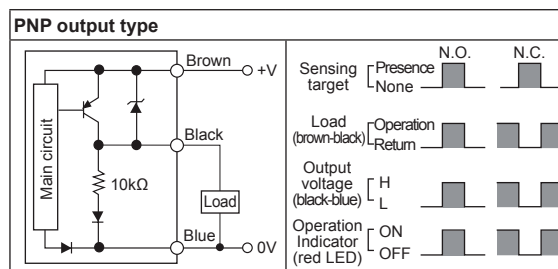 PNP output type
Main circuit
10kΩ
Brown
+V
Black
Load
Blue
0V
N.O.
N.C.
Sensing target
Presence
None
Load
(brown-black)
Operation
Return
Output
voltage
(black-blue)
H
L
Operation
Indicator
(red LED)
ON
OFF